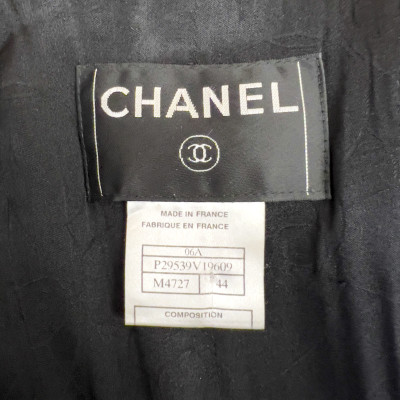 CHANEL
MADE IN FRANCE
FABRIQUE EN FRANCE
06A
P29539V19609
M4727 44
COMPOSITION